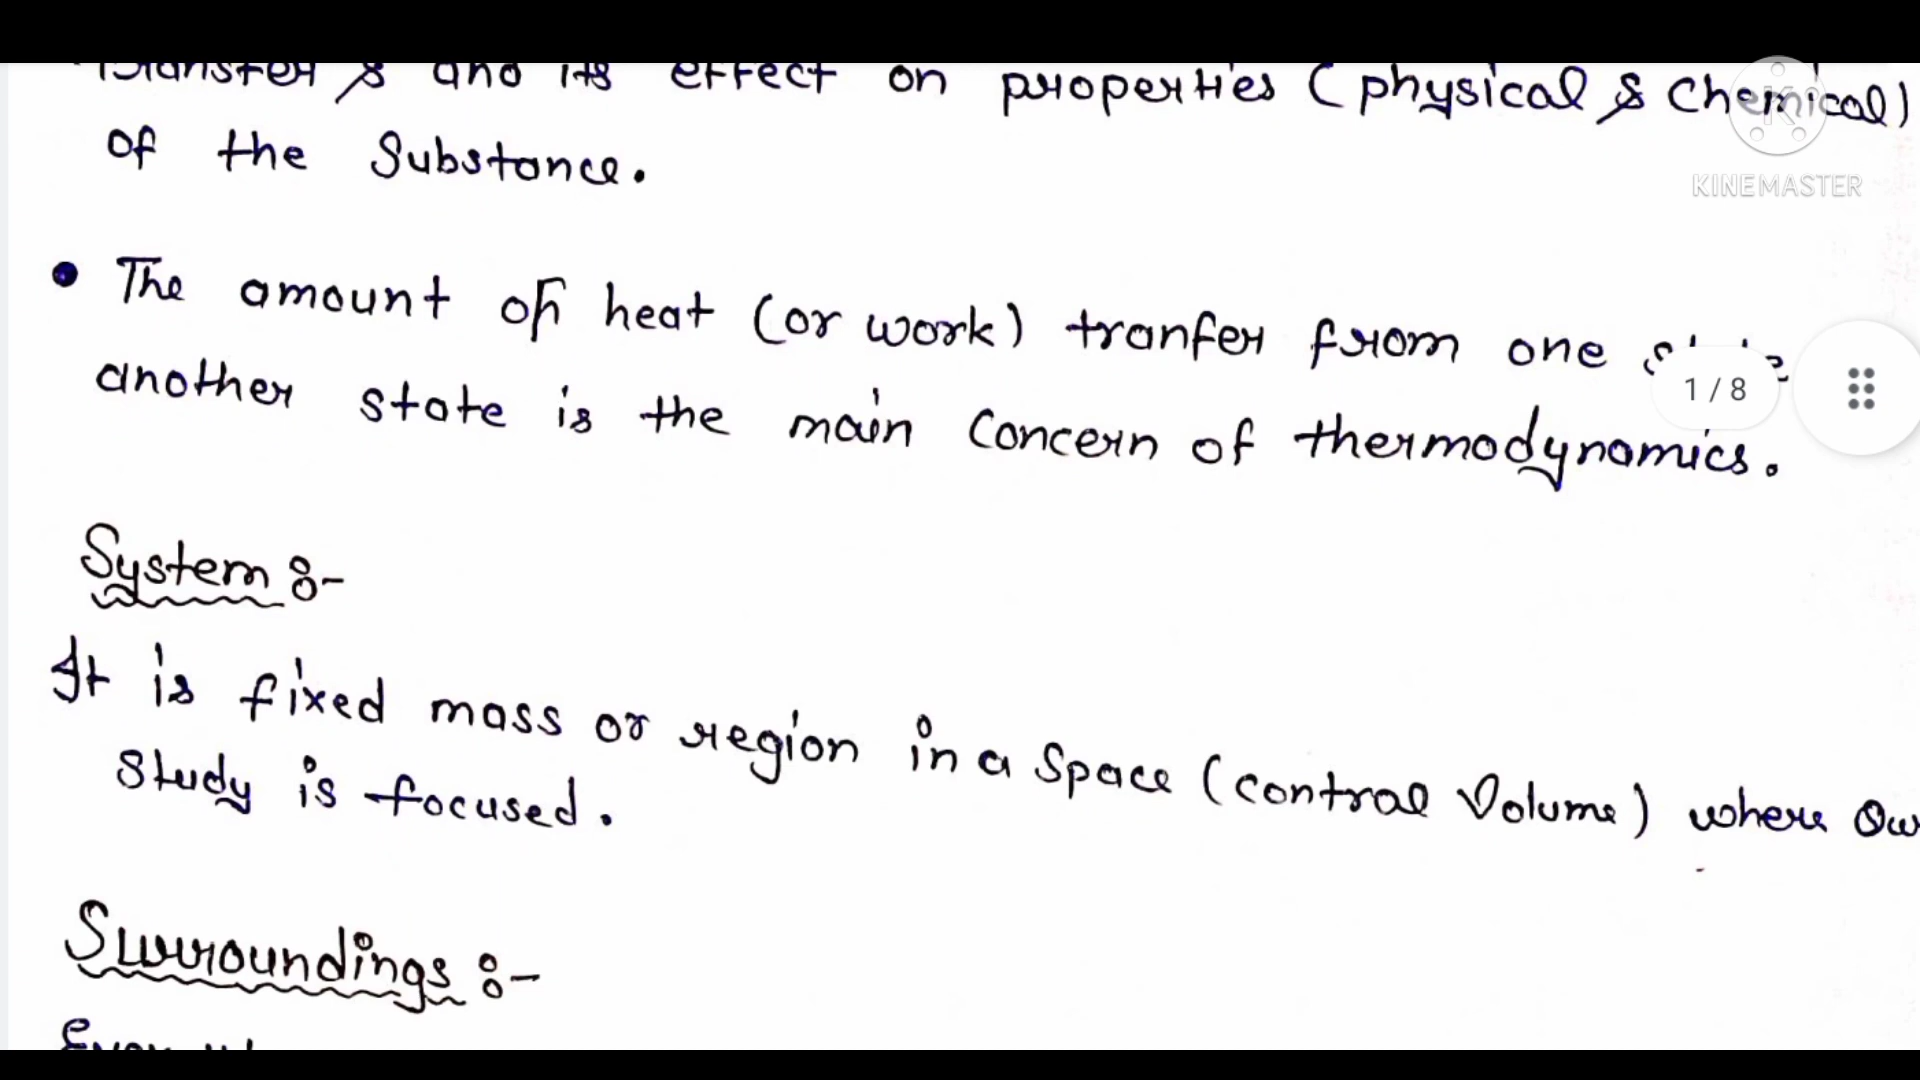 Transfer & and its effect on properties (physical & Chemical)
of the Substance.
KINEMASTER
• The amount of heat (or work) tranfer from one
1 / 8
another state is the main Concern of thermodynamics.
System :-
It is fixed mass or region in a Space (contral Volume) where
study is focused.
Surroundings :-